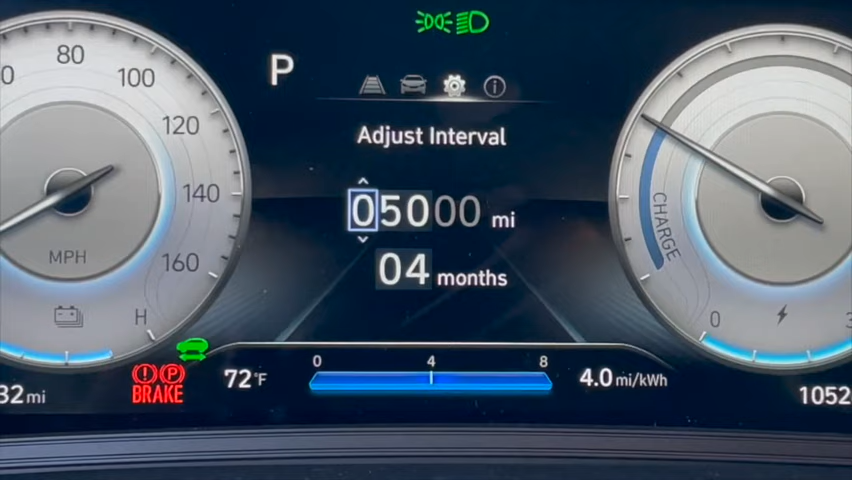 80
100
120
140
160
MPH
H
P
Adjust Interval
05000 mi
04 months
CHARGE
0
BRAKE
P
72°F
0 4 8
4.0 mi/kWh
32mi
1052